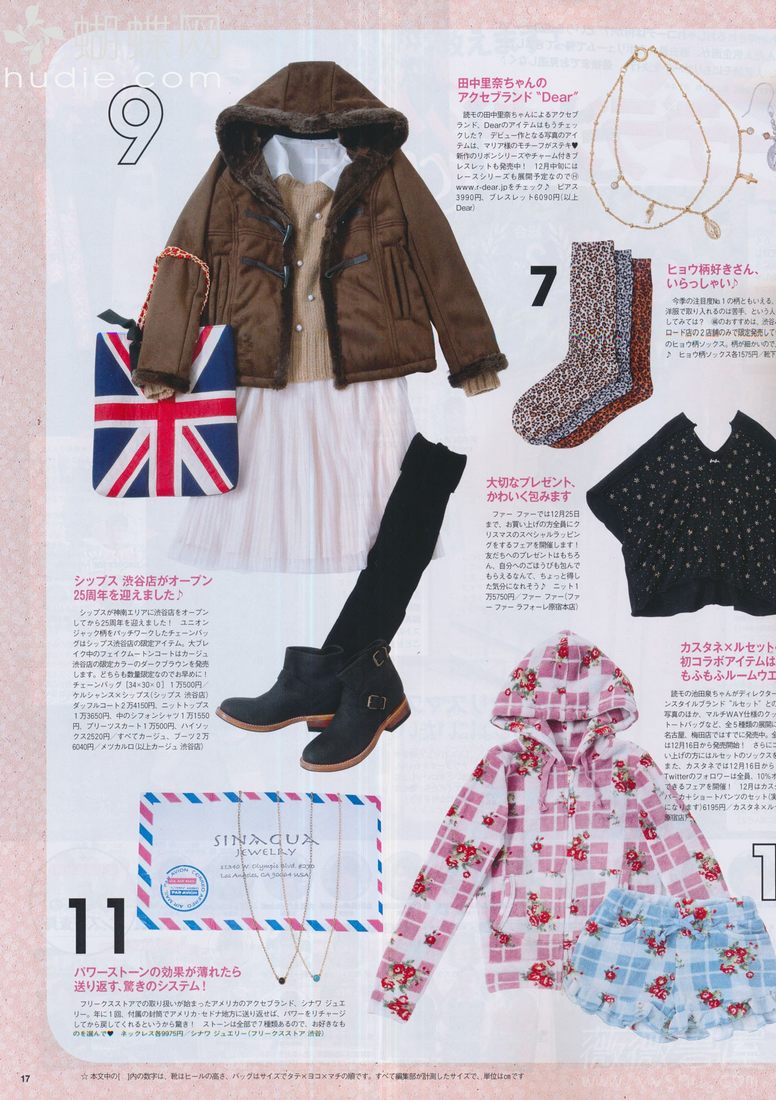 蝴蝶网
hudie.com
9
田中里奈ちゃんの
アクセブランド“Dear”
読モの田中里奈ちゃんによるアクセブ
ランド、Dearのアイテムはもうチェッ
クした？　デビュー作となる写真のアイ
テムは、マリア様のモチーフがステキ♥
新作のリボンシリーズやチャーム付きブ
レスレットも発売中！　12月中旬には
レースシリーズも展開予定なので㋭
www.r-dear.jpをチェック♪　ピアス
3990円、ブレスレット6090円(以上
Dear)
7
ヒョウ柄好きさん、
いらっしゃい♪
今季の注目度No.1の柄ともいえる、
洋服で取り入れるのは苦手、という人
してみては？　のおすすめは、渋谷
ロード店の2店舗のみで限定発売して
のヒョウ柄ソックス。柄が細かいので、
♪　ヒョウ柄ソックス各1575円／靴下
大切なプレゼント、
かわいく包みます
ファー ファーでは12月25日
まで、お買い上げの方全員にク
リスマスのスペシャルラッピン
グをするフェアを開催します！
友だちへのプレゼントはもちろ
ん、自分へのごほうびも包んで
もらえるなんて、ちょっと得し
た気分になれそう♪　ニット1
万5750円／ファー ファー(ファ
ー ファー ラフォーレ原宿本店)
シップス 渋谷店がオープン
25周年を迎えました♪
シップスが神南エリアに渋谷店をオープン
してから25周年を迎えました！　ユニオン
ジャック柄をパッチワークしたチェーンバッ
グはシップス渋谷店の限定アイテム。大ブレ
イク中のフェイクムートンコートはカージュ
渋谷店の限定カラーのダークブラウンを発売
します。どちらも数量限定なのでお早めに！
チェーンバッグ［34×30×0］1万500円／
ケルシャンス×シップス(シップス 渋谷店)
ダッフルコート2万4150円、ニットトップス
1万3650円、中のシフォンシャツ1万1550
円、プリーツスカート1万500円、ハイソッ
クス2520円／すべてカージュ、ブーツ2万
6040円／メツカルロ(以上カージュ 渋谷店)
カスタネ×ルセット
初コラボアイテムは
もふもふルームウエ
読モの池田泉ちゃんがディレクター
ンスタイルブランド“ルセット”との
写真のほか、マルチWAY仕様のクッ
トートバッグなど、全5種類の展開に
名古屋、梅田店ではすでに発売中。全
は12月16日から発売開始！　さらに
い上げの方にはルセットのソックスを
また、カスタネでは12月16日から
Twitterのフォロワーは全員、10%オ
できるフェアを開催！　12月はカス
パーカ＋ショートパンツのセット(実
になります)6195円／カスタネ×ル
原宿店)
SINAGUA
JEWELRY
11340 W. Olympic Blvd. #270
Los Angeles, CA 90064 USA
PAR AVION
11
パワーストーンの効果が薄れたら
送り返す、驚きのシステム！
フリークスストアでの取り扱いが始まったアメリカのアクセブランド、シナワ ジュエ
リー。年に1回、付属の封筒でアメリカ・セドナ地方に送り返せば、パワーをリチャージ
してから戻してくれるというから驚き！　ストーンは全部で7種類あるので、お好きなも
のを選んで♥　ネックレス各9975円／シナワ ジュエリー(フリークスストア 渋谷)
17
☆本文中の［　］内の数字は、靴はヒールの高さ、バッグはサイズでタテ×ヨコ×マチの順です。すべて編集部が計測したサイズで、単位は㎝です